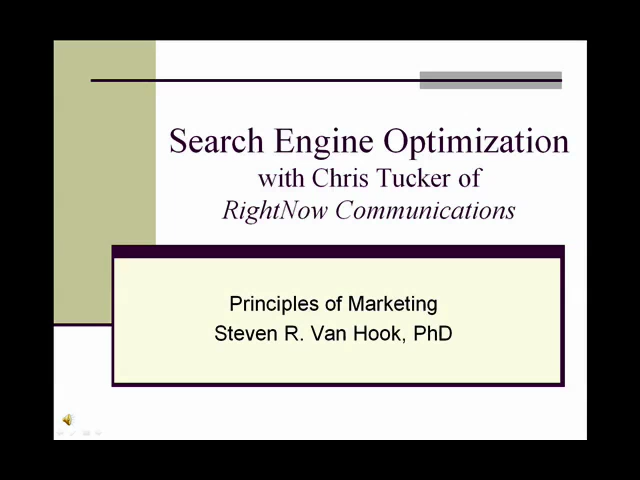 Search Engine Optimization
with Chris Tucker of
RightNow Communications
Principles of Marketing
Steven R. Van Hook, PhD